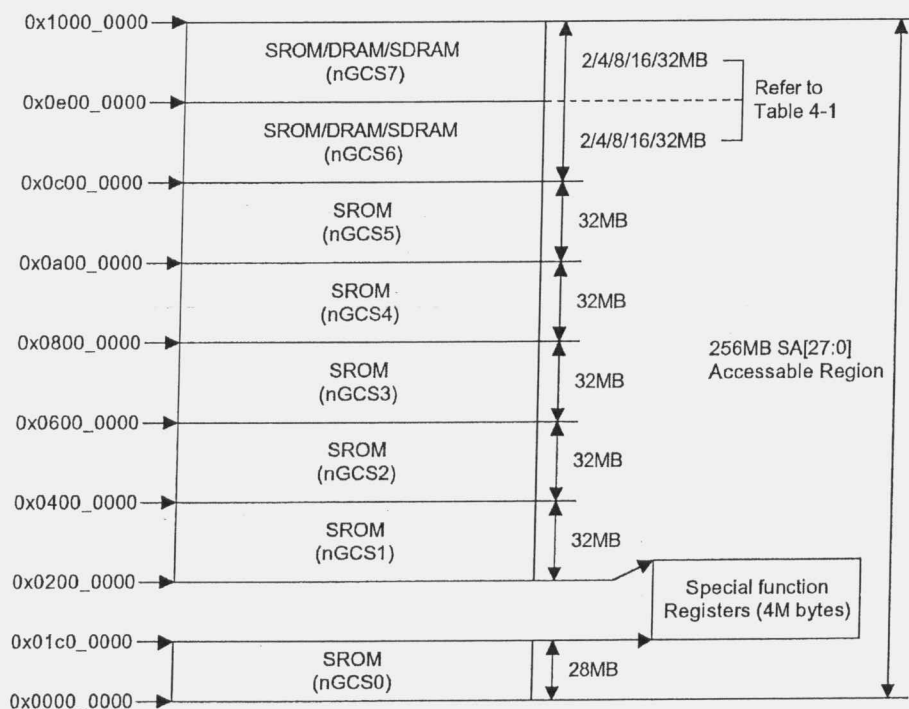 0x1000_0000
SROM/DRAM/SDRAM
(nGCS7)
2/4/8/16/32MB
Refer to
Table 4-1
0x0e00_0000
SROM/DRAM/SDRAM
(nGCS6)
2/4/8/16/32MB
0x0c00_0000
SROM
(nGCS5)
32MB
0x0a00_0000
SROM
(nGCS4)
32MB
0x0800_0000
256MB SA[27:0]
Accessable Region
SROM
(nGCS3)
32MB
0x0600_0000
SROM
(nGCS2)
32MB
0x0400_0000
SROM
(nGCS1)
32MB
0x0200_0000
Special function
Registers (4M bytes)
0x01c0_0000
SROM
(nGCS0)
28MB
0x0000_0000